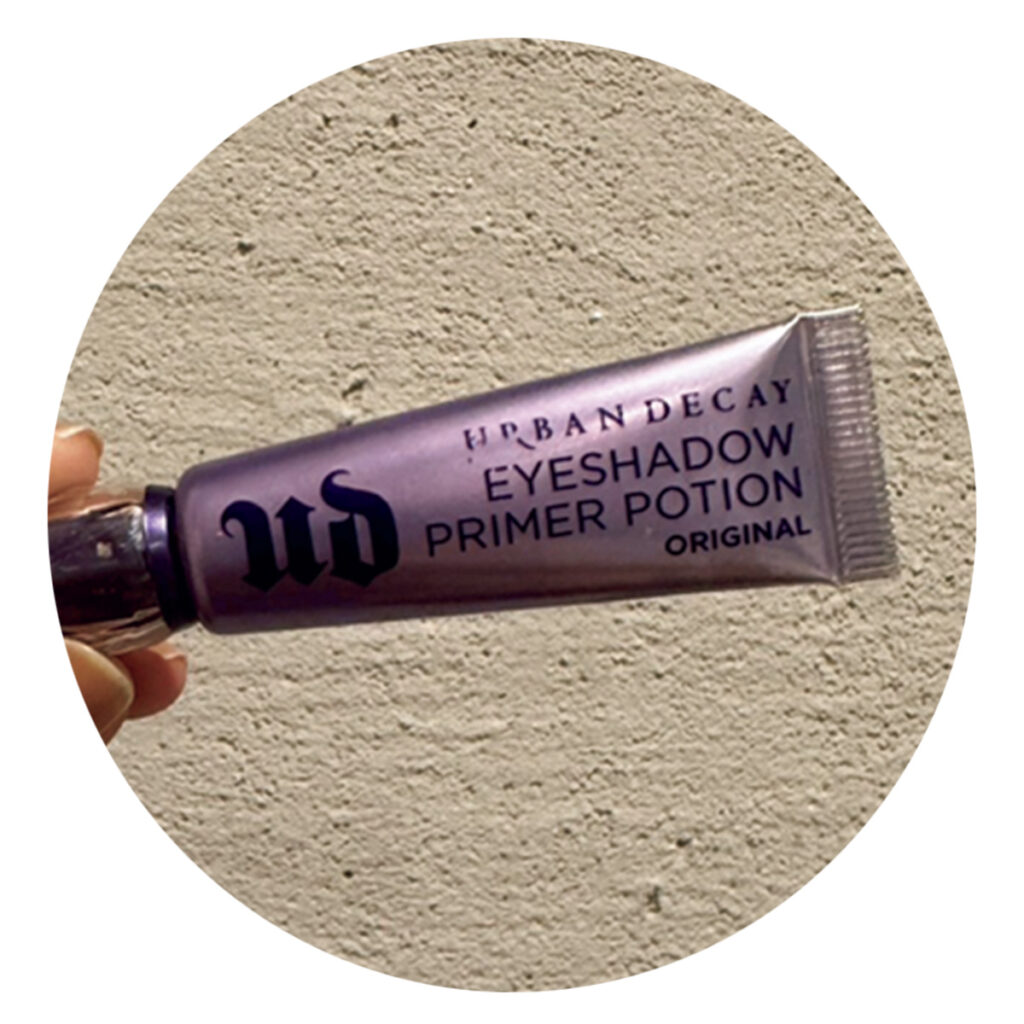 UD
URBAN DECAY
EYESHADOW
PRIMER POTION
ORIGINAL